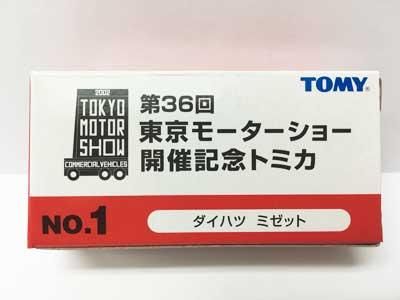 2002
TOKYO
MOTOR
SHOW
COMMERCIAL VEHICLES
TOMY®
第36回
東京モーターショー
開催記念トミカ
NO.1
ダイハツ ミゼット